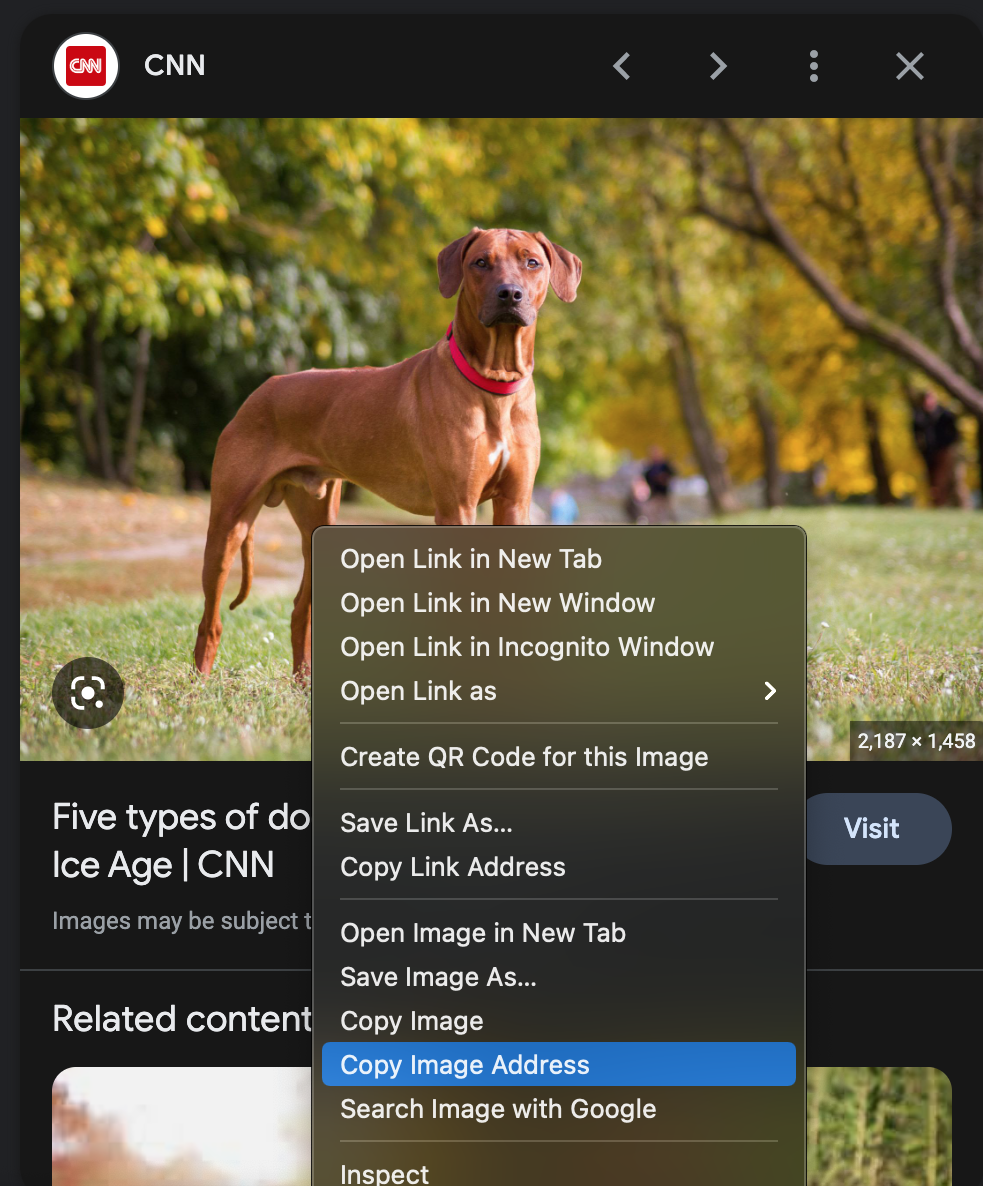 CNN
CNN
2,187 × 1,458
Five types of do
Ice Age | CNN
Visit
Images may be subject t
Related content
Open Link in New Tab
Open Link in New Window
Open Link in Incognito Window
Open Link as
Create QR Code for this Image
Save Link As...
Copy Link Address
Open Image in New Tab
Save Image As...
Copy Image
Copy Image Address
Search Image with Google
Inspect